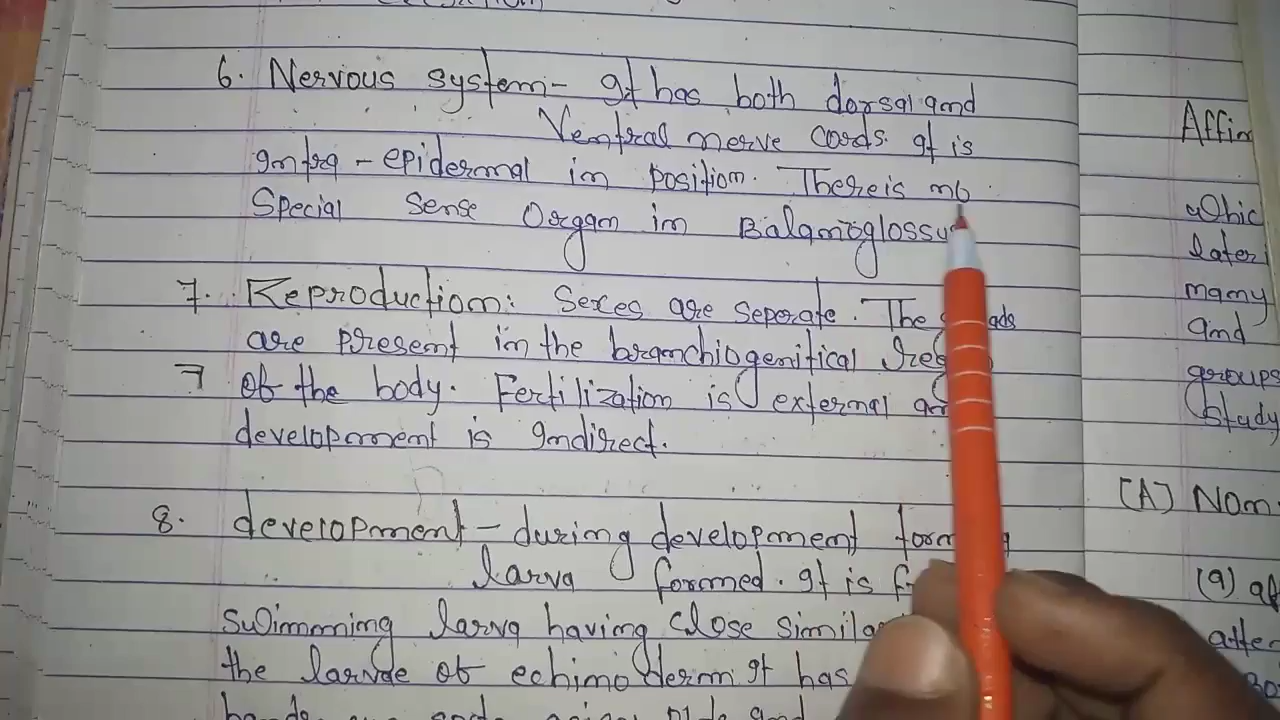 6. Nervous system- It has both dorsal and
Ventral nerve cords. It is
Intra-epidermal in position. There is no
Special Sense Organ in Balanoglossus
7. Reproduction: Sexes are seperate. The
are present in the branchiogenitical
7 of the body. Fertilization is external
development is Indirect.
8. development- during development
larva formed. It is
swimming larva having close
the larvae of echinoderm It has
Affin
later
many
and
groups
study
(A) Non
(a)
after